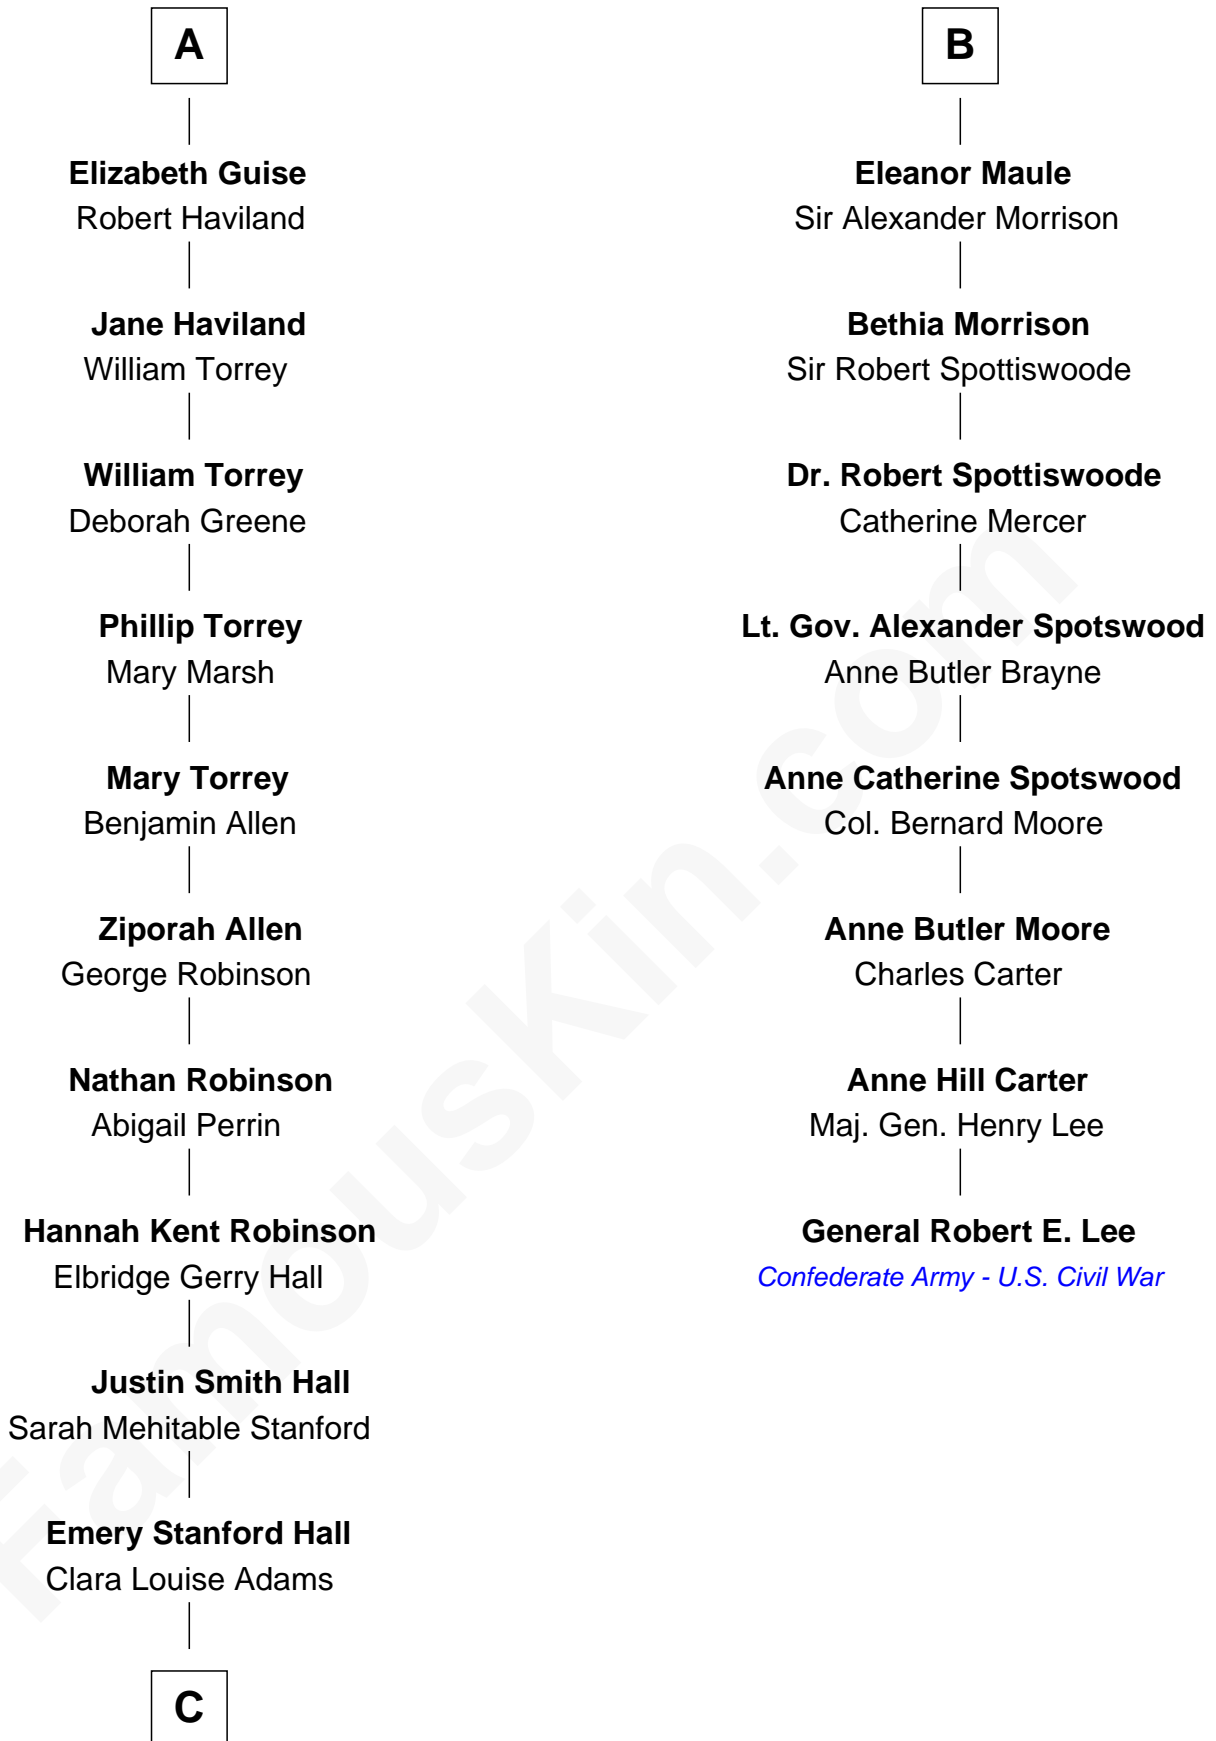 A
Elizabeth Guise
Robert Haviland
Jane Haviland
William Torrey
William Torrey
Deborah Greene
Phillip Torrey
Mary Marsh
Mary Torrey
Benjamin Allen
Ziporah Allen
George Robinson
Nathan Robinson
Abigail Perrin
Hannah Kent Robinson
Elbridge Gerry Hall
Justin Smith Hall
Sarah Mehitable Stanford
Emery Stanford Hall
Clara Louise Adams
C
B
Eleanor Maule
Sir Alexander Morrison
Bethia Morrison
Sir Robert Spottiswoode
Dr. Robert Spottiswoode
Catherine Mercer
Lt. Gov. Alexander Spotswood
Anne Butler Brayne
Anne Catherine Spotswood
Col. Bernard Moore
Anne Butler Moore
Charles Carter
Anne Hill Carter
Maj. Gen. Henry Lee
General Robert E. Lee
Confederate Army - U.S. Civil War
FamousKin.com